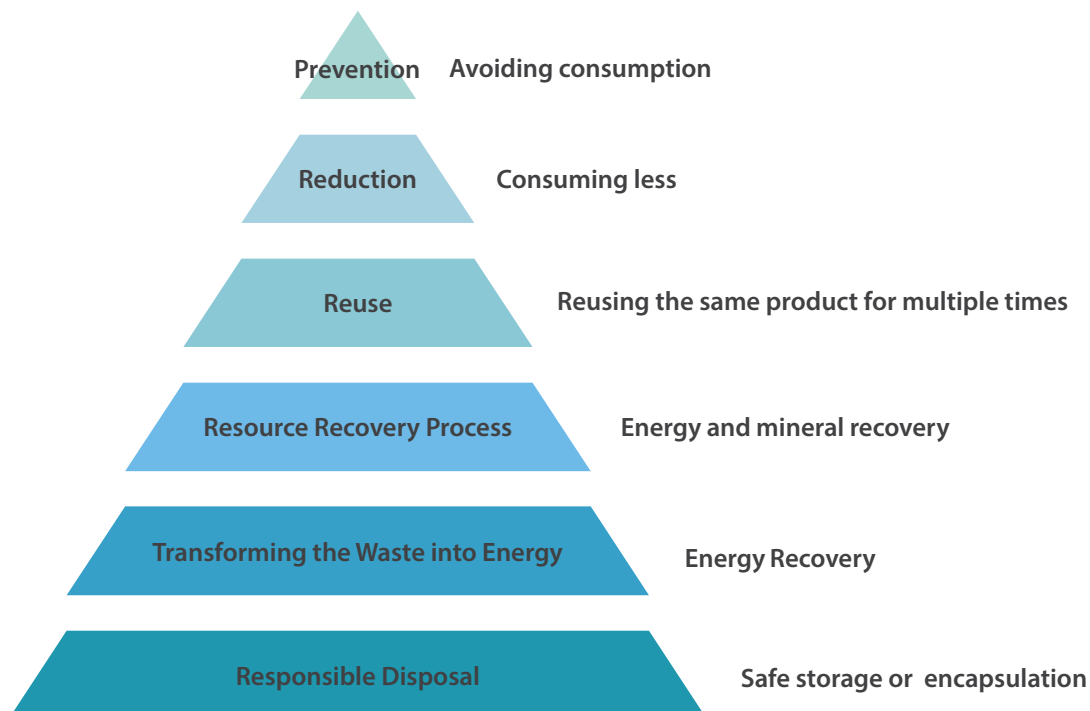 Prevention
Avoiding consumption
Reduction
Consuming less
Reuse
Reusing the same product for multiple times
Resource Recovery Process
Energy and mineral recovery
Transforming the Waste into Energy
Energy Recovery
Responsible Disposal
Safe storage or  encapsulation